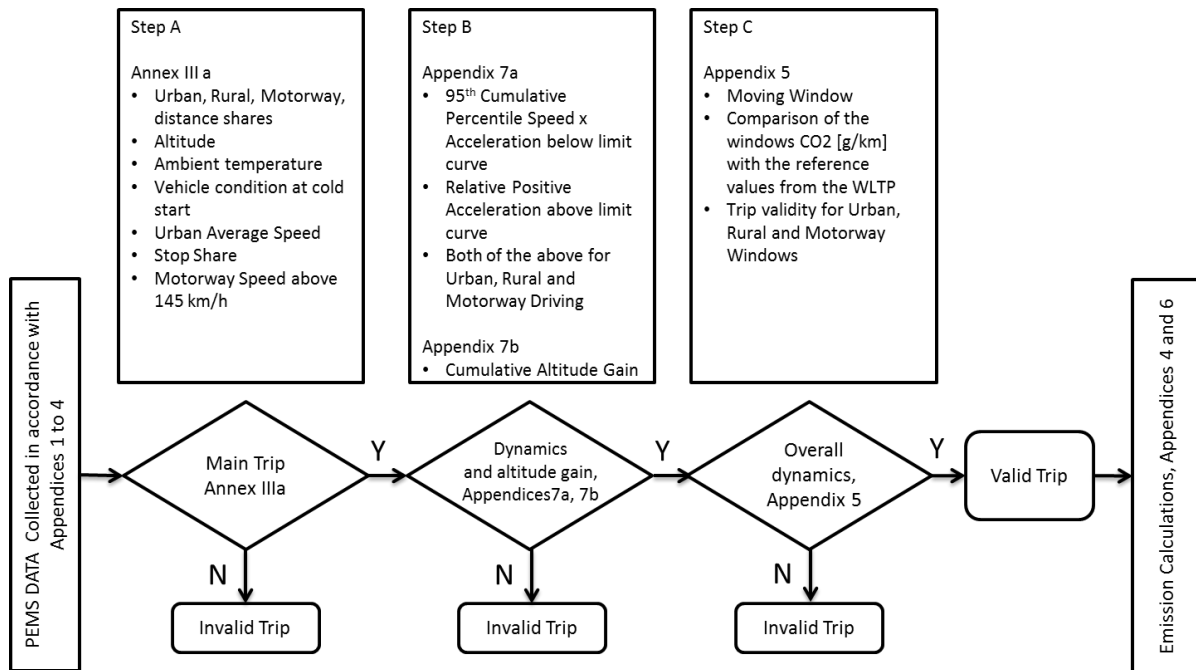 Step A
Annex III a
• Urban, Rural, Motorway,
distance shares
• Altitude
• Ambient temperature
• Vehicle condition at cold
start
• Urban Average Speed
• Stop Share
• Motorway Speed above
145 km/h
Step B
Appendix 7a
• 95th Cumulative
Percentile Speed x
Acceleration below limit
curve
• Relative Positive
Acceleration above limit
curve
• Both of the above for
Urban, Rural and
Motorway Driving
Appendix 7b
• Cumulative Altitude Gain
Step C
Appendix 5
• Moving Window
• Comparison of the
windows CO2 [g/km]
with the reference
values from the WLTP
• Trip validity for Urban,
Rural and Motorway
Windows
PEMS DATA Collected in accordance with
Appendices 1 to 4
Main Trip
Annex IIIa
Y
N
Invalid Trip
Dynamics
and altitude gain,
Appendices7a, 7b
Y
N
Invalid Trip
Overall
dynamics,
Appendix 5
Y
N
Invalid Trip
Valid Trip
Emission Calculations, Appendices 4 and 6